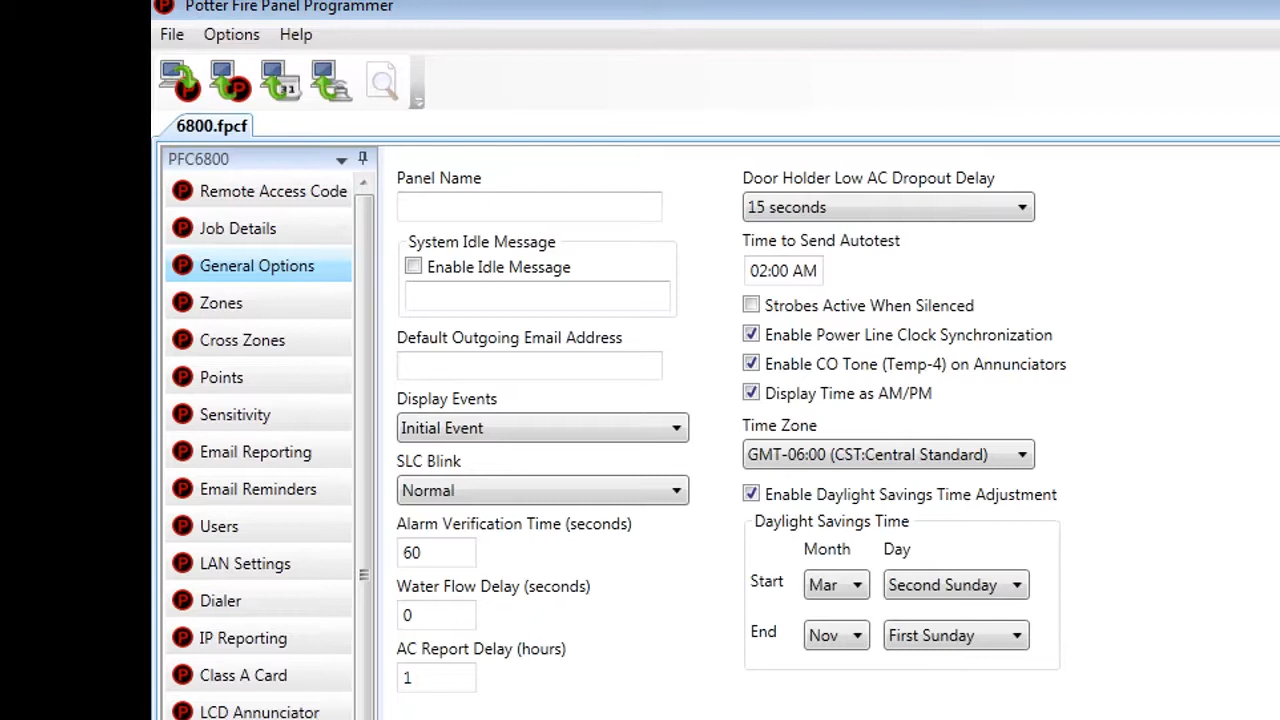 Potter Fire Panel Programmer
File Options Help
6800.fpcf
PFC6800
Remote Access Code
Job Details
General Options
Zones
Cross Zones
Points
Sensitivity
Email Reporting
Email Reminders
Users
LAN Settings
Dialer
IP Reporting
Class A Card
LCD Annunciator
Panel Name
System Idle Message
Enable Idle Message
Default Outgoing Email Address
Display Events
Initial Event
SLC Blink
Normal
Alarm Verification Time (seconds)
60
Water Flow Delay (seconds)
0
AC Report Delay (hours)
1
Door Holder Low AC Dropout Delay
15 seconds
Time to Send Autotest
02:00 AM
Strobes Active When Silenced
Enable Power Line Clock Synchronization
Enable CO Tone (Temp-4) on Annunciators
Display Time as AM/PM
Time Zone
GMT-06:00 (CST:Central Standard)
Enable Daylight Savings Time Adjustment
Daylight Savings Time
Month Day
Start Mar Second Sunday
End Nov First Sunday